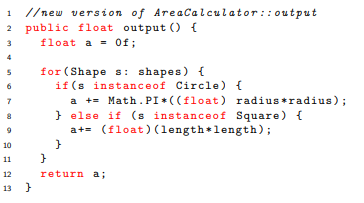 1 //new version of AreaCalculator::output
2 public float output() {
3 float a = 0f;
4
5 for(Shape s: shapes) {
6 if(s instanceof Circle) {
7 a += Math.PI*((float) radius*radius);
8 } else if (s instanceof Square) {
9 a+= (float)(length*length);
10 }
11 }
12 return a;
13 }